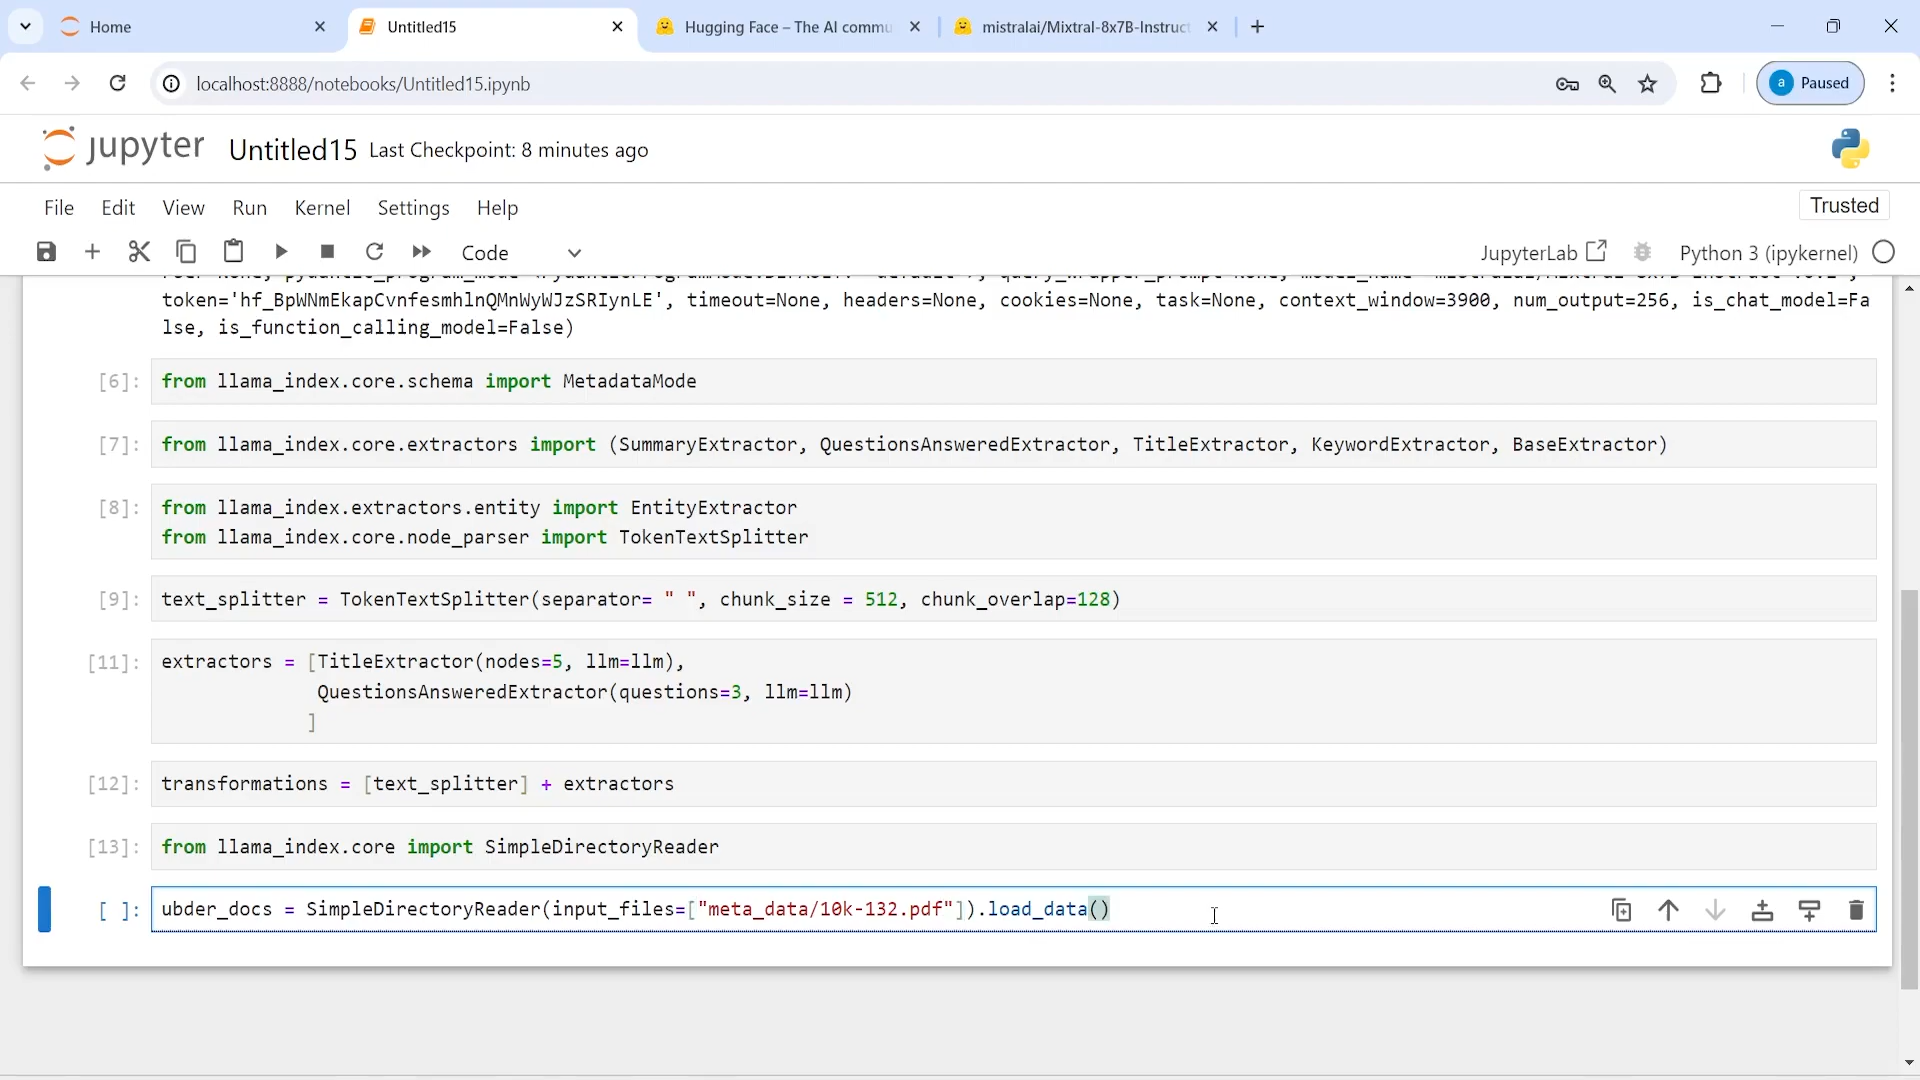 Home
Untitled15
Hugging Face – The AI commu
mistralai/Mixtral-8x7B-Instruct
localhost:8888/notebooks/Untitled15.ipynb
a Paused
jupyter Untitled15 Last Checkpoint: 8 minutes ago
File Edit View Run Kernel Settings Help
Trusted
Code
JupyterLab
Python 3 (ipykernel)
token='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', timeout=None, headers=None, cookies=None, task=None, context_window=3900, num_output=256, is_chat_model=Fa
lse, is_function_calling_model=False)
[6]: from llama_index.core.schema import MetadataMode
[7]: from llama_index.core.extractors import (SummaryExtractor, QuestionsAnsweredExtractor, TitleExtractor, KeywordExtractor, BaseExtractor)
[8]: from llama_index.extractors.entity import EntityExtractor
from llama_index.core.node_parser import TokenTextSplitter
[9]: text_splitter = TokenTextSplitter(separator= " ", chunk_size = 512, chunk_overlap=128)
[11]: extractors = [TitleExtractor(nodes=5, llm=llm),
QuestionsAnsweredExtractor(questions=3, llm=llm)
]
[12]: transformations = [text_splitter] + extractors
[13]: from llama_index.core import SimpleDirectoryReader
[ ]: ubder_docs = SimpleDirectoryReader(input_files=["meta_data/10k-132.pdf"]).load_data()